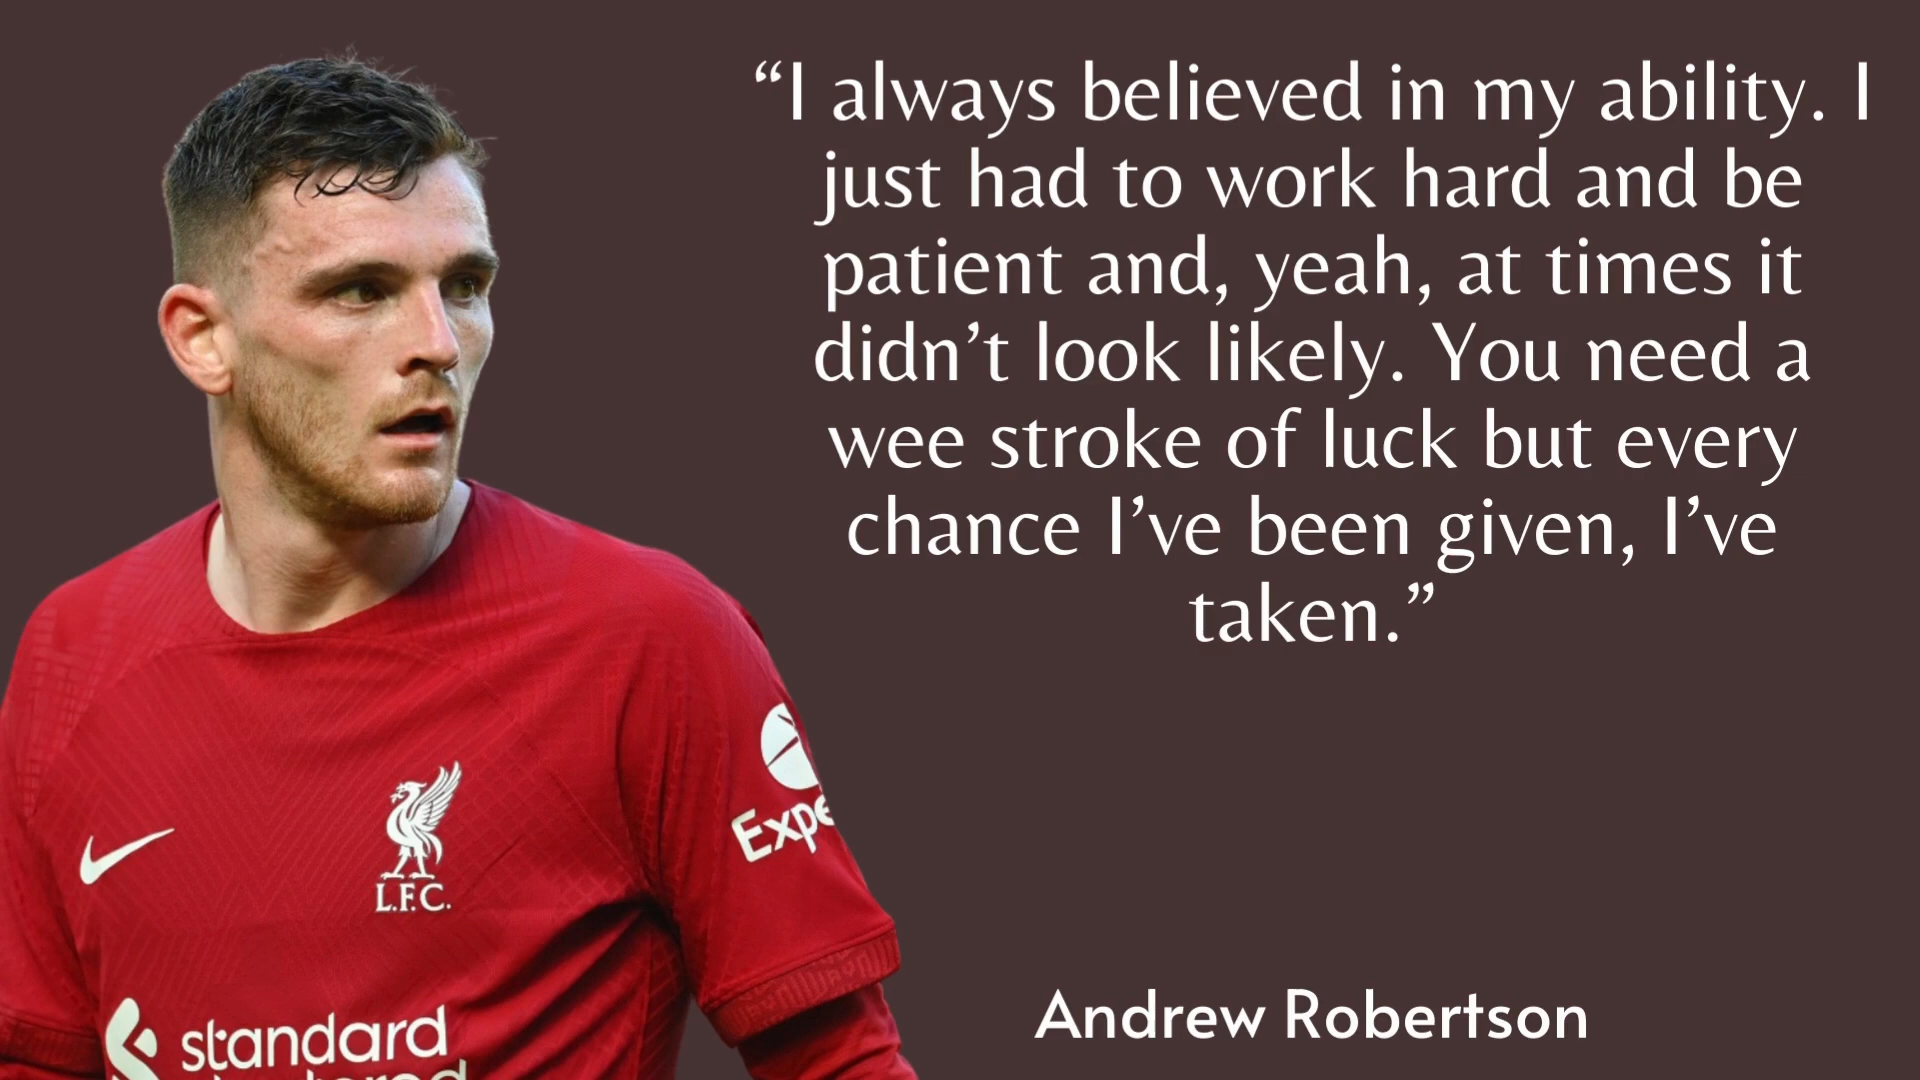 “I always believed in my ability. I
just had to work hard and be
patient and, yeah, at times it
didn’t look likely. You need a
wee stroke of luck but every
chance I’ve been given, I’ve
taken.”
Expe
L.F.C.
standard
Andrew Robertson